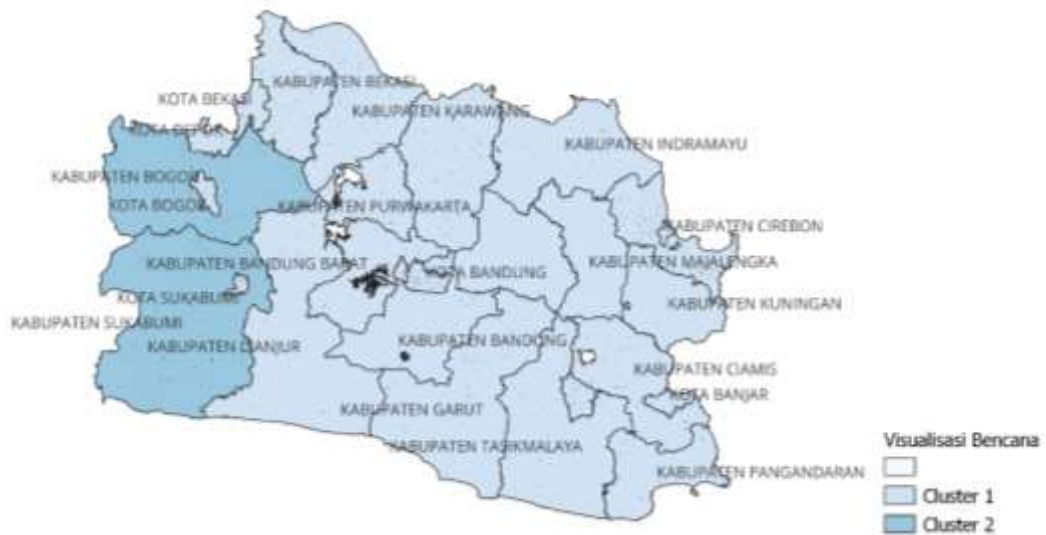 KABUPATEN BEKASI
KOTA BEKASI
KABUPATEN KARAWANG
KOTA DEPOK
KABUPATEN INDRAMAYU
KABUPATEN BOGOR
KOTA BOGOR
KABUPATEN PURWAKARTA
KABUPATEN CIREBON
KABUPATEN BANDUNG BARAT
KOTA BANDUNG
KABUPATEN MAJALENGKA
KOTA SUKABUMI
KABUPATEN KUNINGAN
KABUPATEN SUKABUMI
KABUPATEN CIANJUR
KABUPATEN BANDUNG
KABUPATEN CIAMIS
KOTA BANJAR
KABUPATEN GARUT
KABUPATEN TASIKMALAYA
KABUPATEN PANGANDARAN
Visualisasi Bencana
Cluster 1
Cluster 2